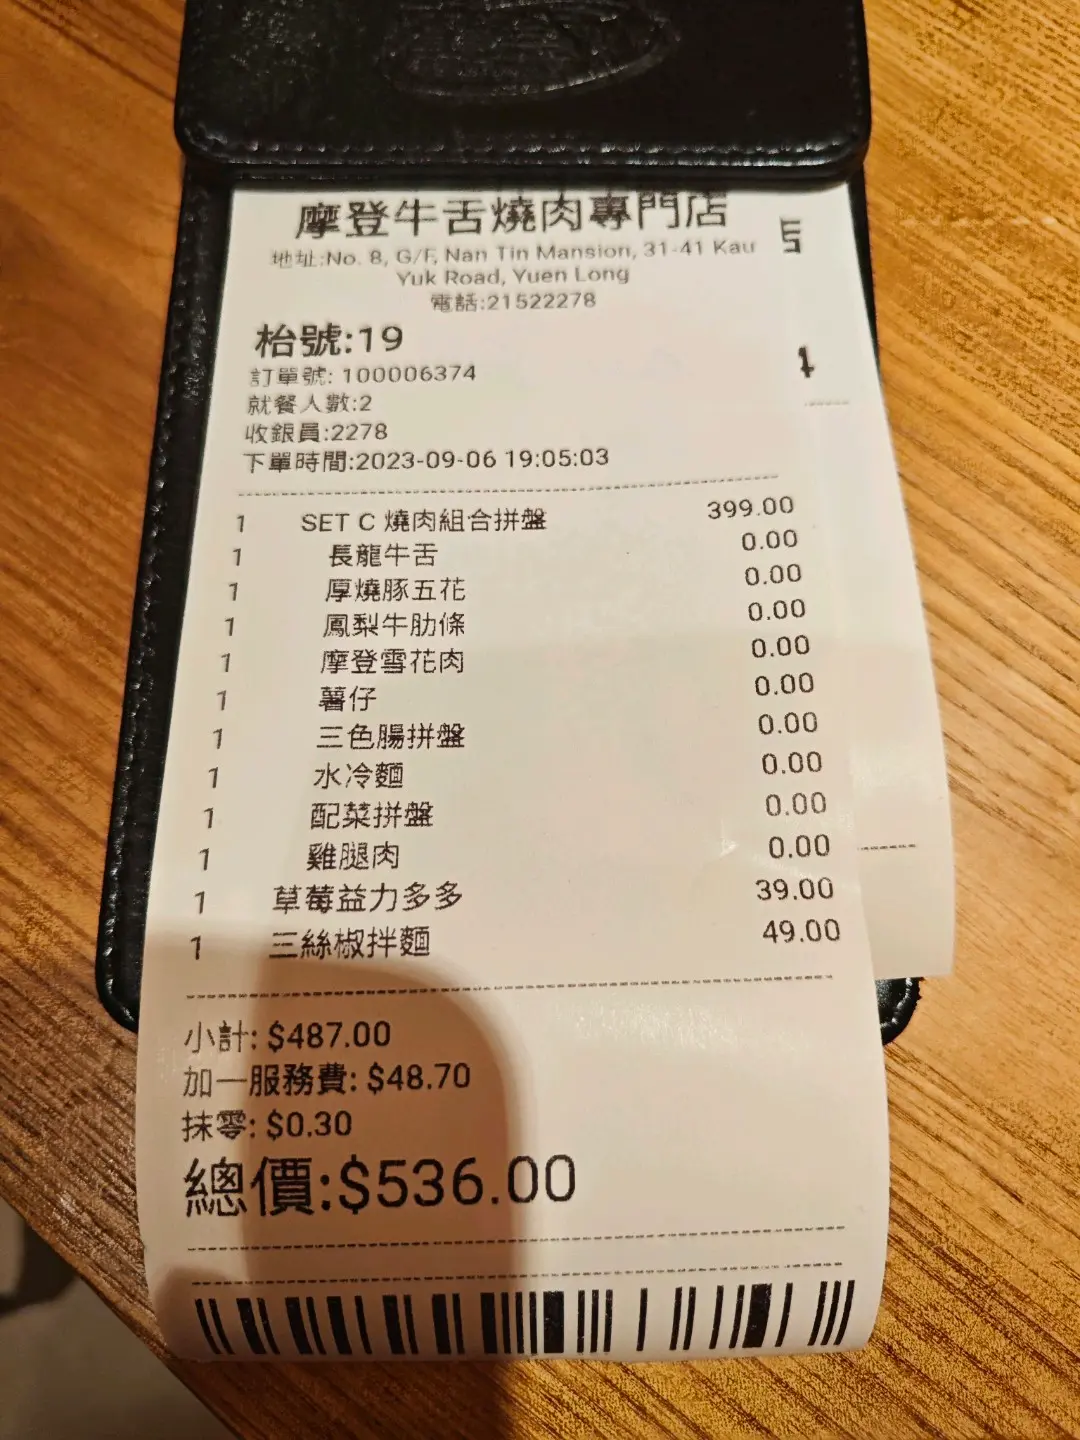 摩登牛舌燒肉專門店
地址:No. 8, G/F, Nan Tin Mansion, 31-41 Kau
Yuk Road, Yuen Long
電話:21522278
枱號:19
訂單號: 100006374
就餐人數:2
收銀員:2278
下單時間:2023-09-06 19:05:03
1 SET C 燒肉組合拼盤 399.00
1 長龍牛舌 0.00
1 厚燒豚五花 0.00
1 鳳梨牛肋條 0.00
1 摩登雪花肉 0.00
1 薯仔 0.00
1 三色腸拼盤 0.00
1 水冷麵 0.00
1 配菜拼盤 0.00
1 雞腿肉 0.00
1 草莓益力多多 39.00
1 三絲椒拌麵 49.00
小計: $487.00
加一服務費: $48.70
抹零: $0.30
總價:$536.00